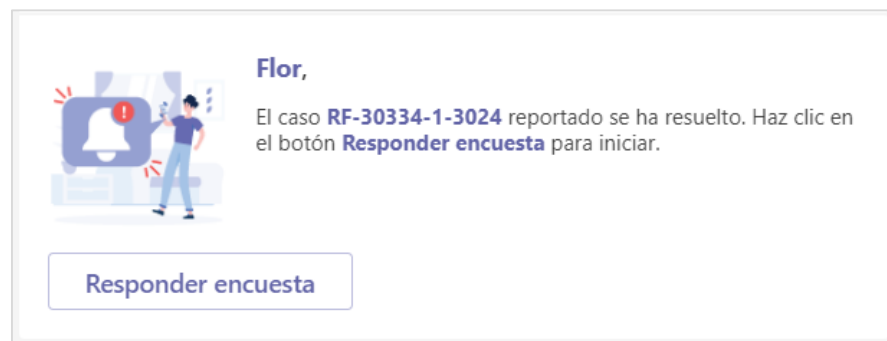 Flor,
El caso RF-30334-1-3024 reportado se ha resuelto. Haz clic en
el botón Responder encuesta para iniciar.
Responder encuesta